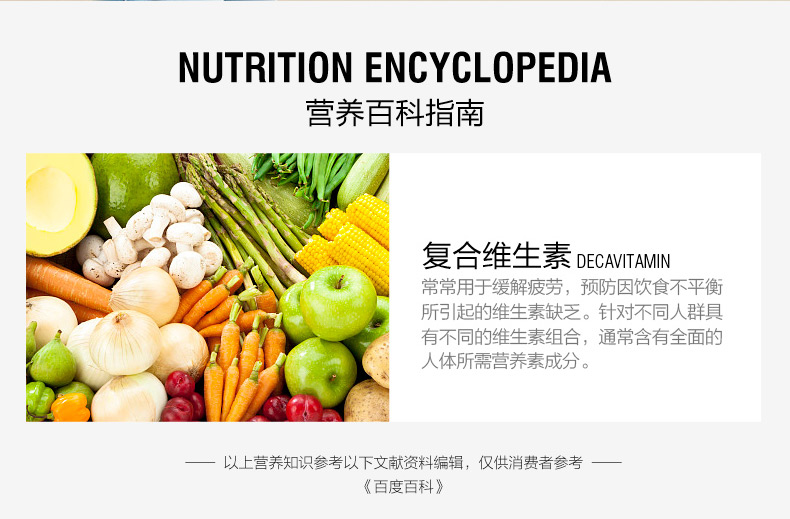 NUTRITION ENCYCLOPEDIA
营养百科指南
复合维生素 DECAVITAMIN
常常用于缓解疲劳，预防因饮食不平衡
所引起的维生素缺乏。针对不同人群具
有不同的维生素组合，通常含有全面的
人体所需营养素成分。
—— 以上营养知识参考以下文献资料编辑，仅供消费者参考 ——
《百度百科》